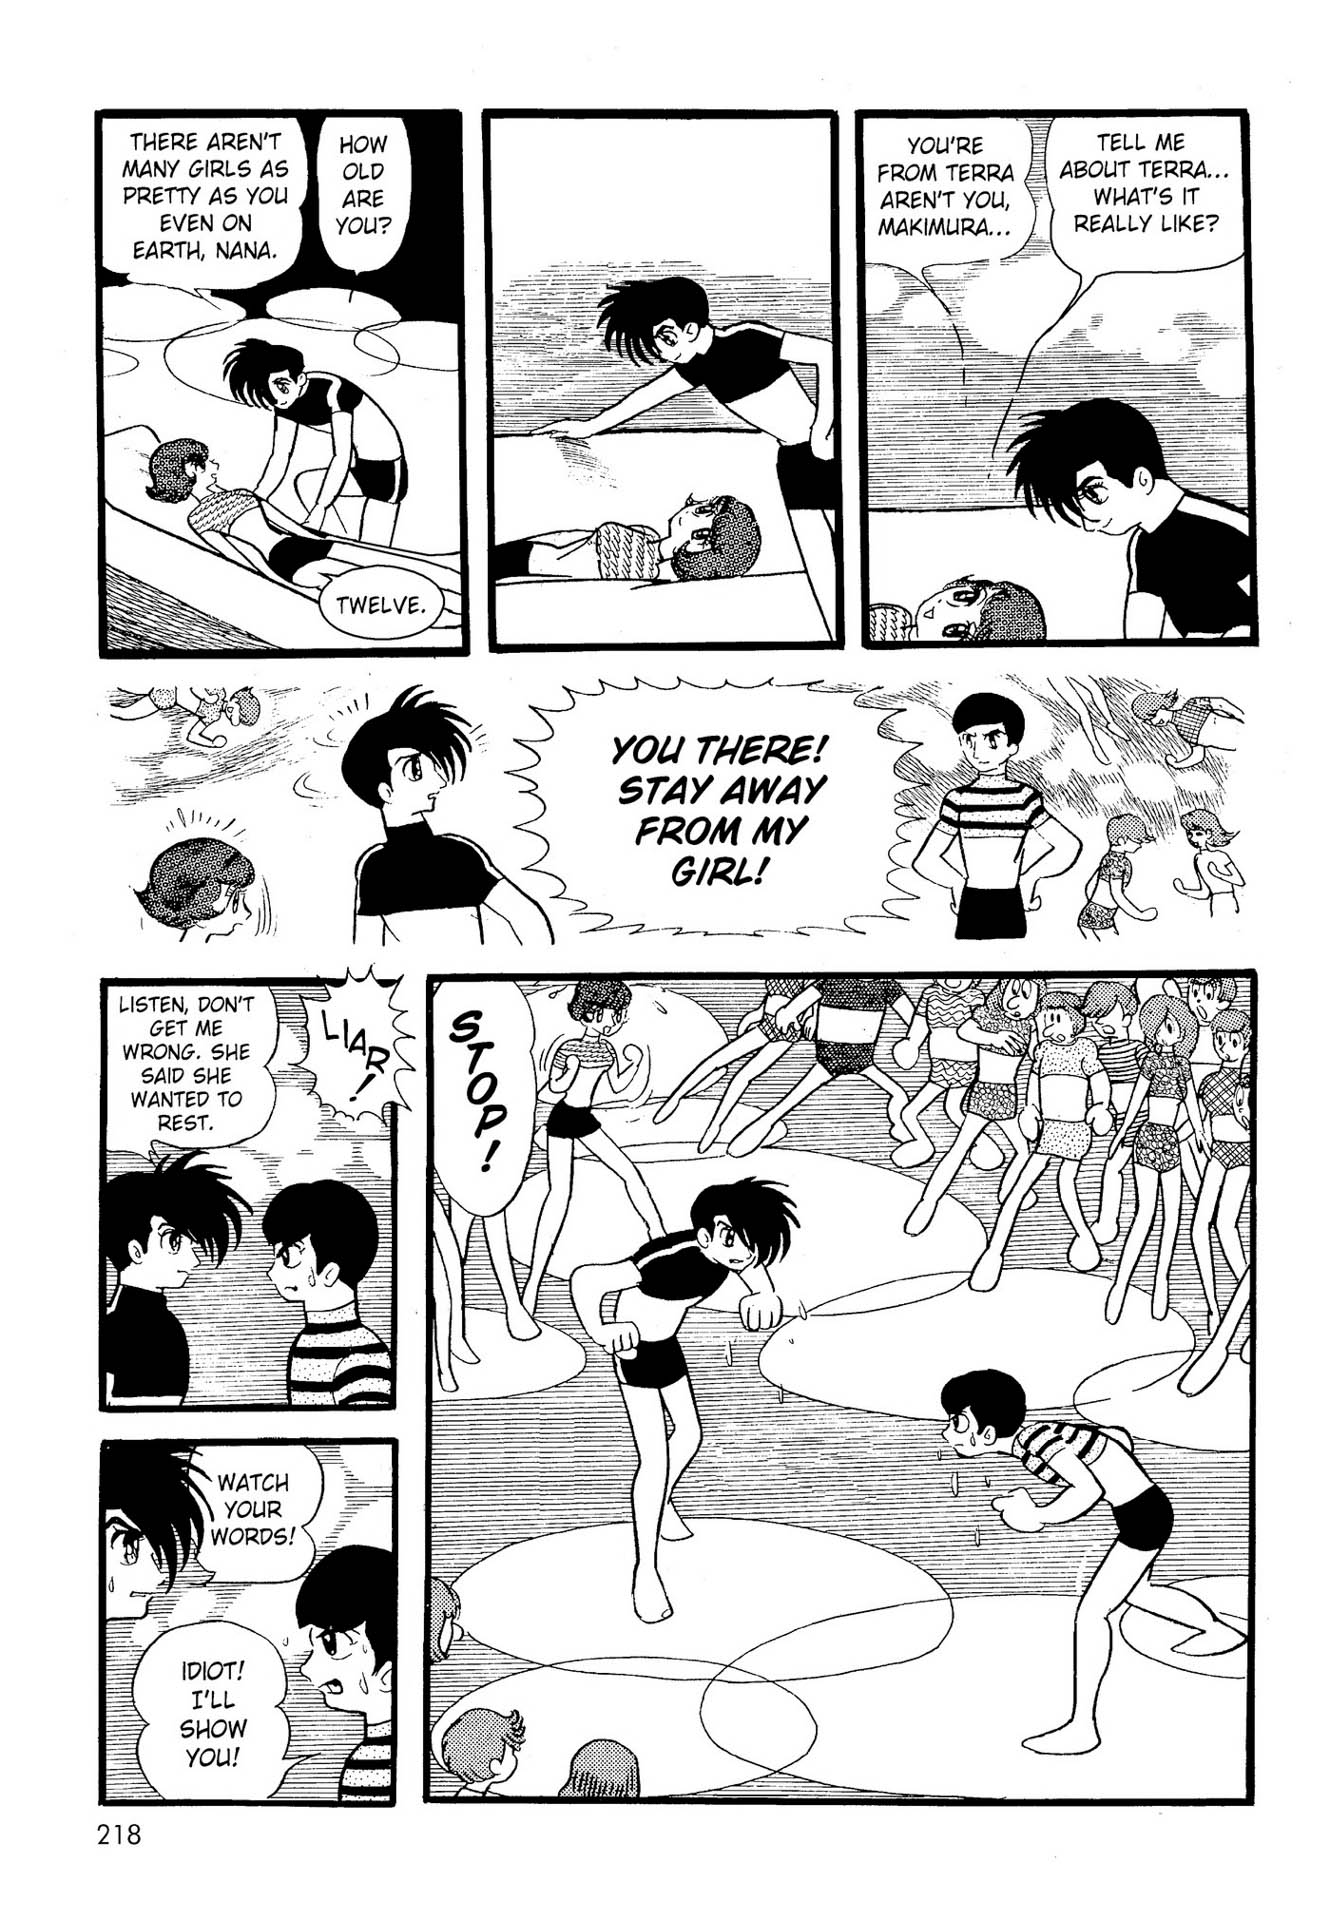 THERE AREN'T
MANY GIRLS AS
PRETTY AS YOU
EVEN ON
EARTH, NANA.
HOW
OLD
ARE
YOU?
TWELVE.
YOU'RE
FROM TERRA
AREN'T YOU,
MAKIMURA...
TELL ME
ABOUT TERRA...
WHAT'S IT
REALLY LIKE?
YOU THERE!
STAY AWAY
FROM MY
GIRL!
LISTEN, DON'T
GET ME
WRONG. SHE
SAID SHE
WANTED TO
REST.
LIAR!
WATCH
YOUR
WORDS!
IDIOT!
I'LL
SHOW
YOU!
STOP!
218